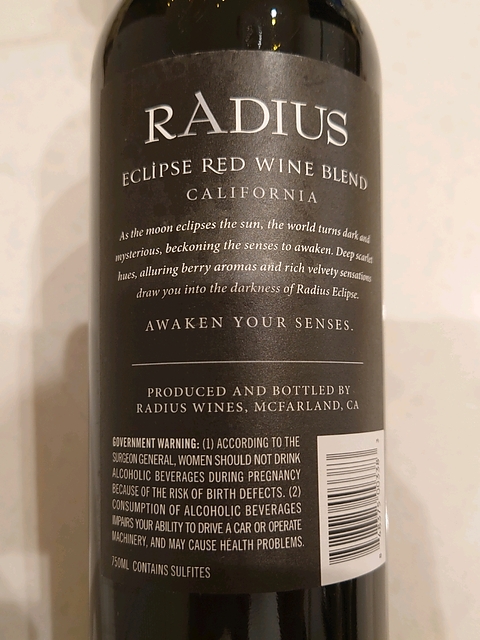 RADIUS
ECLIPSE RED WINE BLEND
CALIFORNIA
As the moon eclipses the sun, the world turns dark and
mysterious, beckoning the senses to awaken. Deep scarlet
hues, alluring berry aromas and rich velvety sensations
draw you into the darkness of Radius Eclipse.
AWAKEN YOUR SENSES.
PRODUCED AND BOTTLED BY
RADIUS WINES, MCFARLAND, CA
GOVERNMENT WARNING: (1) ACCORDING TO THE
SURGEON GENERAL, WOMEN SHOULD NOT DRINK
ALCOHOLIC BEVERAGES DURING PREGNANCY
BECAUSE OF THE RISK OF BIRTH DEFECTS. (2)
CONSUMPTION OF ALCOHOLIC BEVERAGES
IMPAIRS YOUR ABILITY TO DRIVE A CAR OR OPERATE
MACHINERY, AND MAY CAUSE HEALTH PROBLEMS.
750ML CONTAINS SULFITES